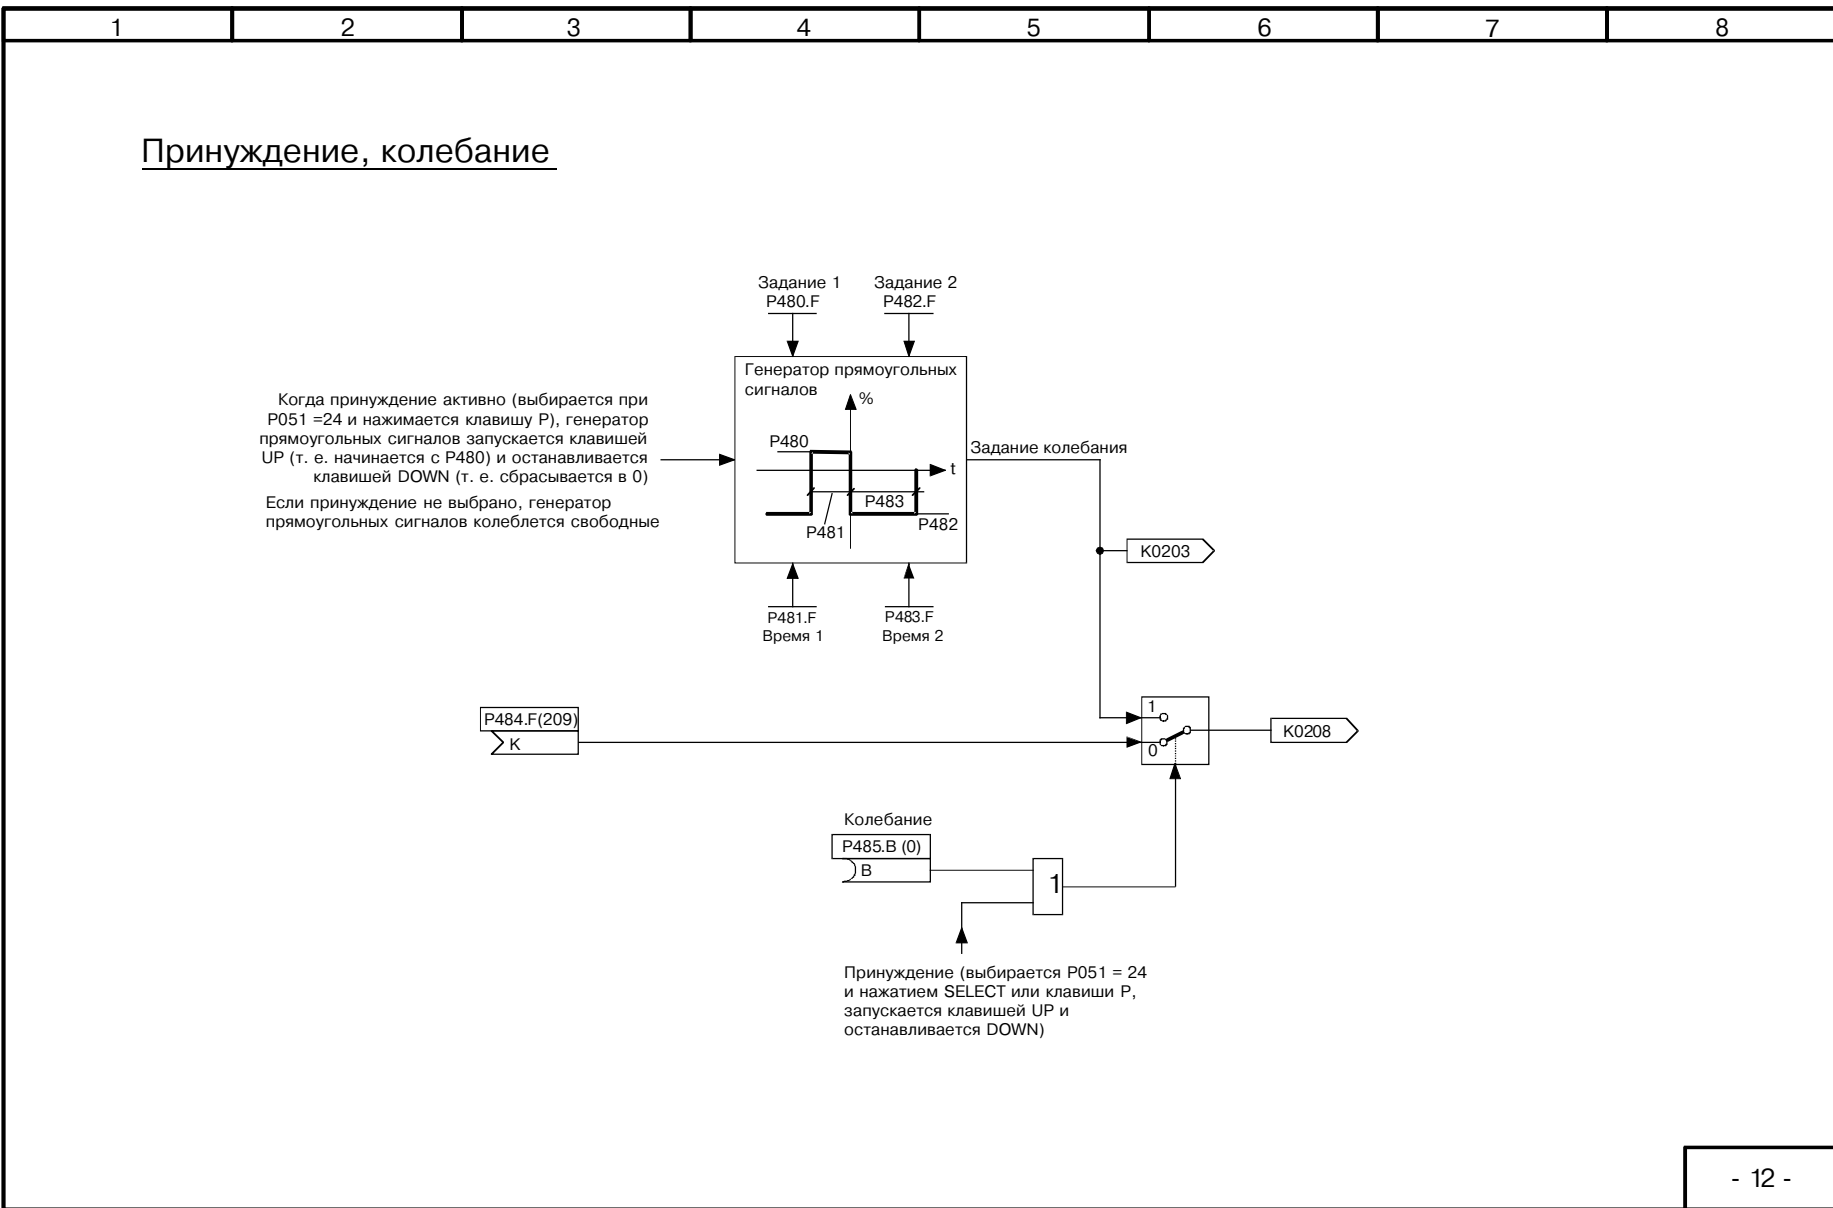 1 2 3 4 5 6 7 8
Принуждение, колебание
Задание 1
P480.F
Задание 2
P482.F
Генератор прямоугольных
сигналов
%
P480
t
P483
P482
P481
Когда принуждение активно (выбирается при
P051 =24 и нажимается клавишу P), генератор
прямоугольных сигналов запускается клавишей
UP (т. е. начинается с P480) и останавливается
клавишей DOWN (т. е. сбрасывается в 0)
Если принуждение не выбрано, генератор
прямоугольных сигналов колеблется свободные
Задание колебания
K0203
P481.F
Время 1
P483.F
Время 2
P484.F(209)
K
1
0
K0208
Колебание
P485.B (0)
B
1
Принуждение (выбирается P051 = 24
и нажатием SELECT или клавиши P,
запускается клавишей UP и
останавливается DOWN)
- 12 -